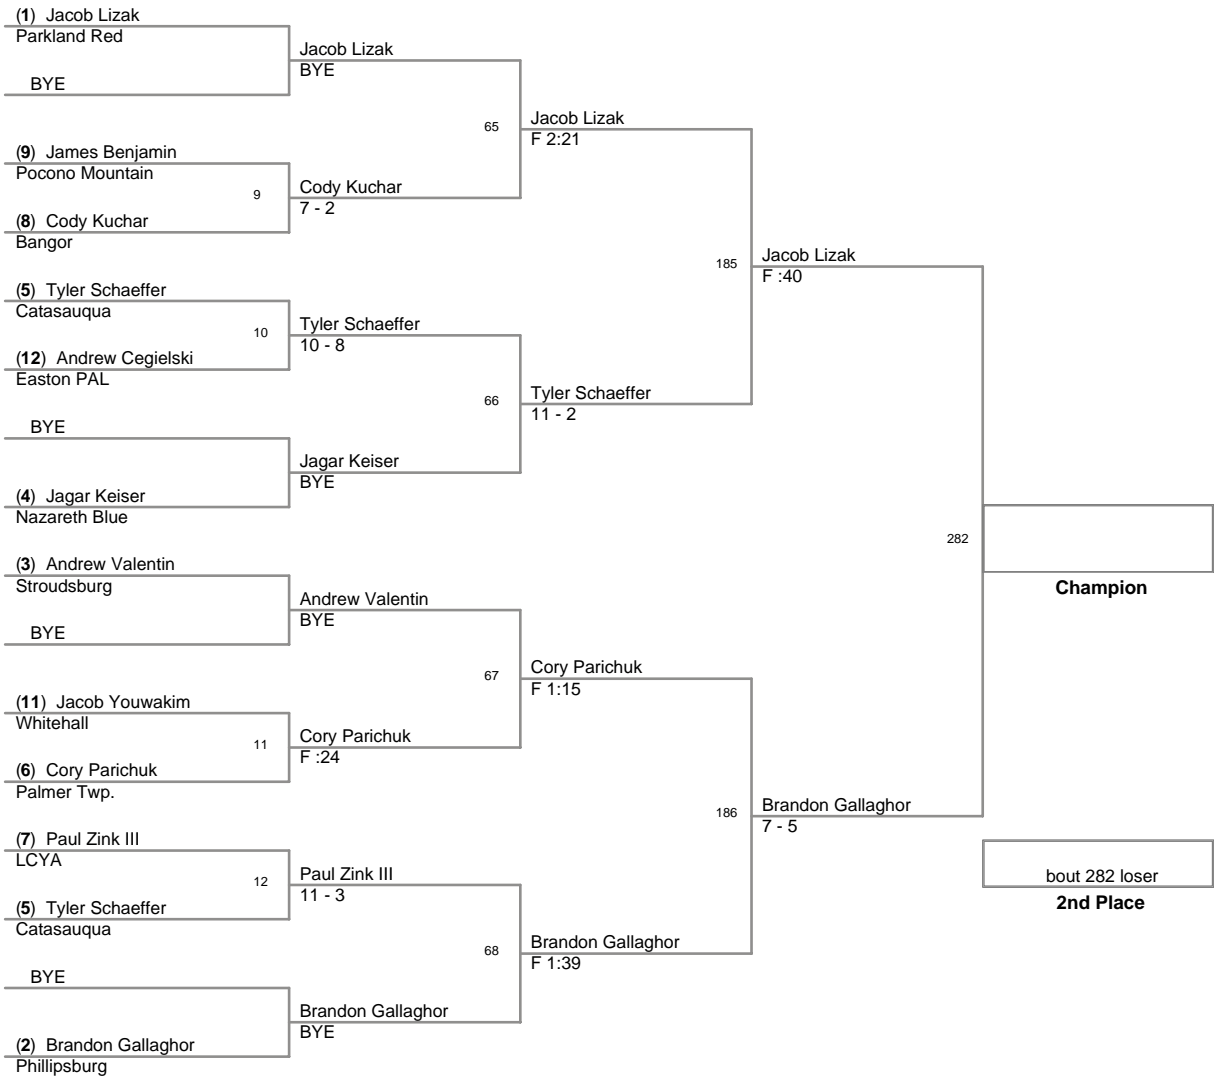 (1) Jacob Lizak
Parkland Red
BYE
(9) James Benjamin
Pocono Mountain
9
(8) Cody Kuchar
Bangor
(5) Tyler Schaeffer
Catasauqua
10
(12) Andrew Cegielski
Easton PAL
BYE
(4) Jagar Keiser
Nazareth Blue
(3) Andrew Valentin
Stroudsburg
BYE
(11) Jacob Youwakim
Whitehall
11
(6) Cory Parichuk
Palmer Twp.
(7) Paul Zink III
LCYA
12
(5) Tyler Schaeffer
Catasauqua
BYE
(2) Brandon Gallaghor
Phillipsburg
Jacob Lizak
BYE
65
Cody Kuchar
7 - 2
Tyler Schaeffer
10 - 8
66
Jagar Keiser
BYE
Andrew Valentin
BYE
67
Cory Parichuk
F :24
Paul Zink III
11 - 3
68
Brandon Gallaghor
BYE
Jacob Lizak
F 2:21
185
Tyler Schaeffer
11 - 2
Cory Parichuk
F 1:15
186
Brandon Gallaghor
F 1:39
Jacob Lizak
F :40
282
Brandon Gallaghor
7 - 5
Champion
bout 282 loser
2nd Place